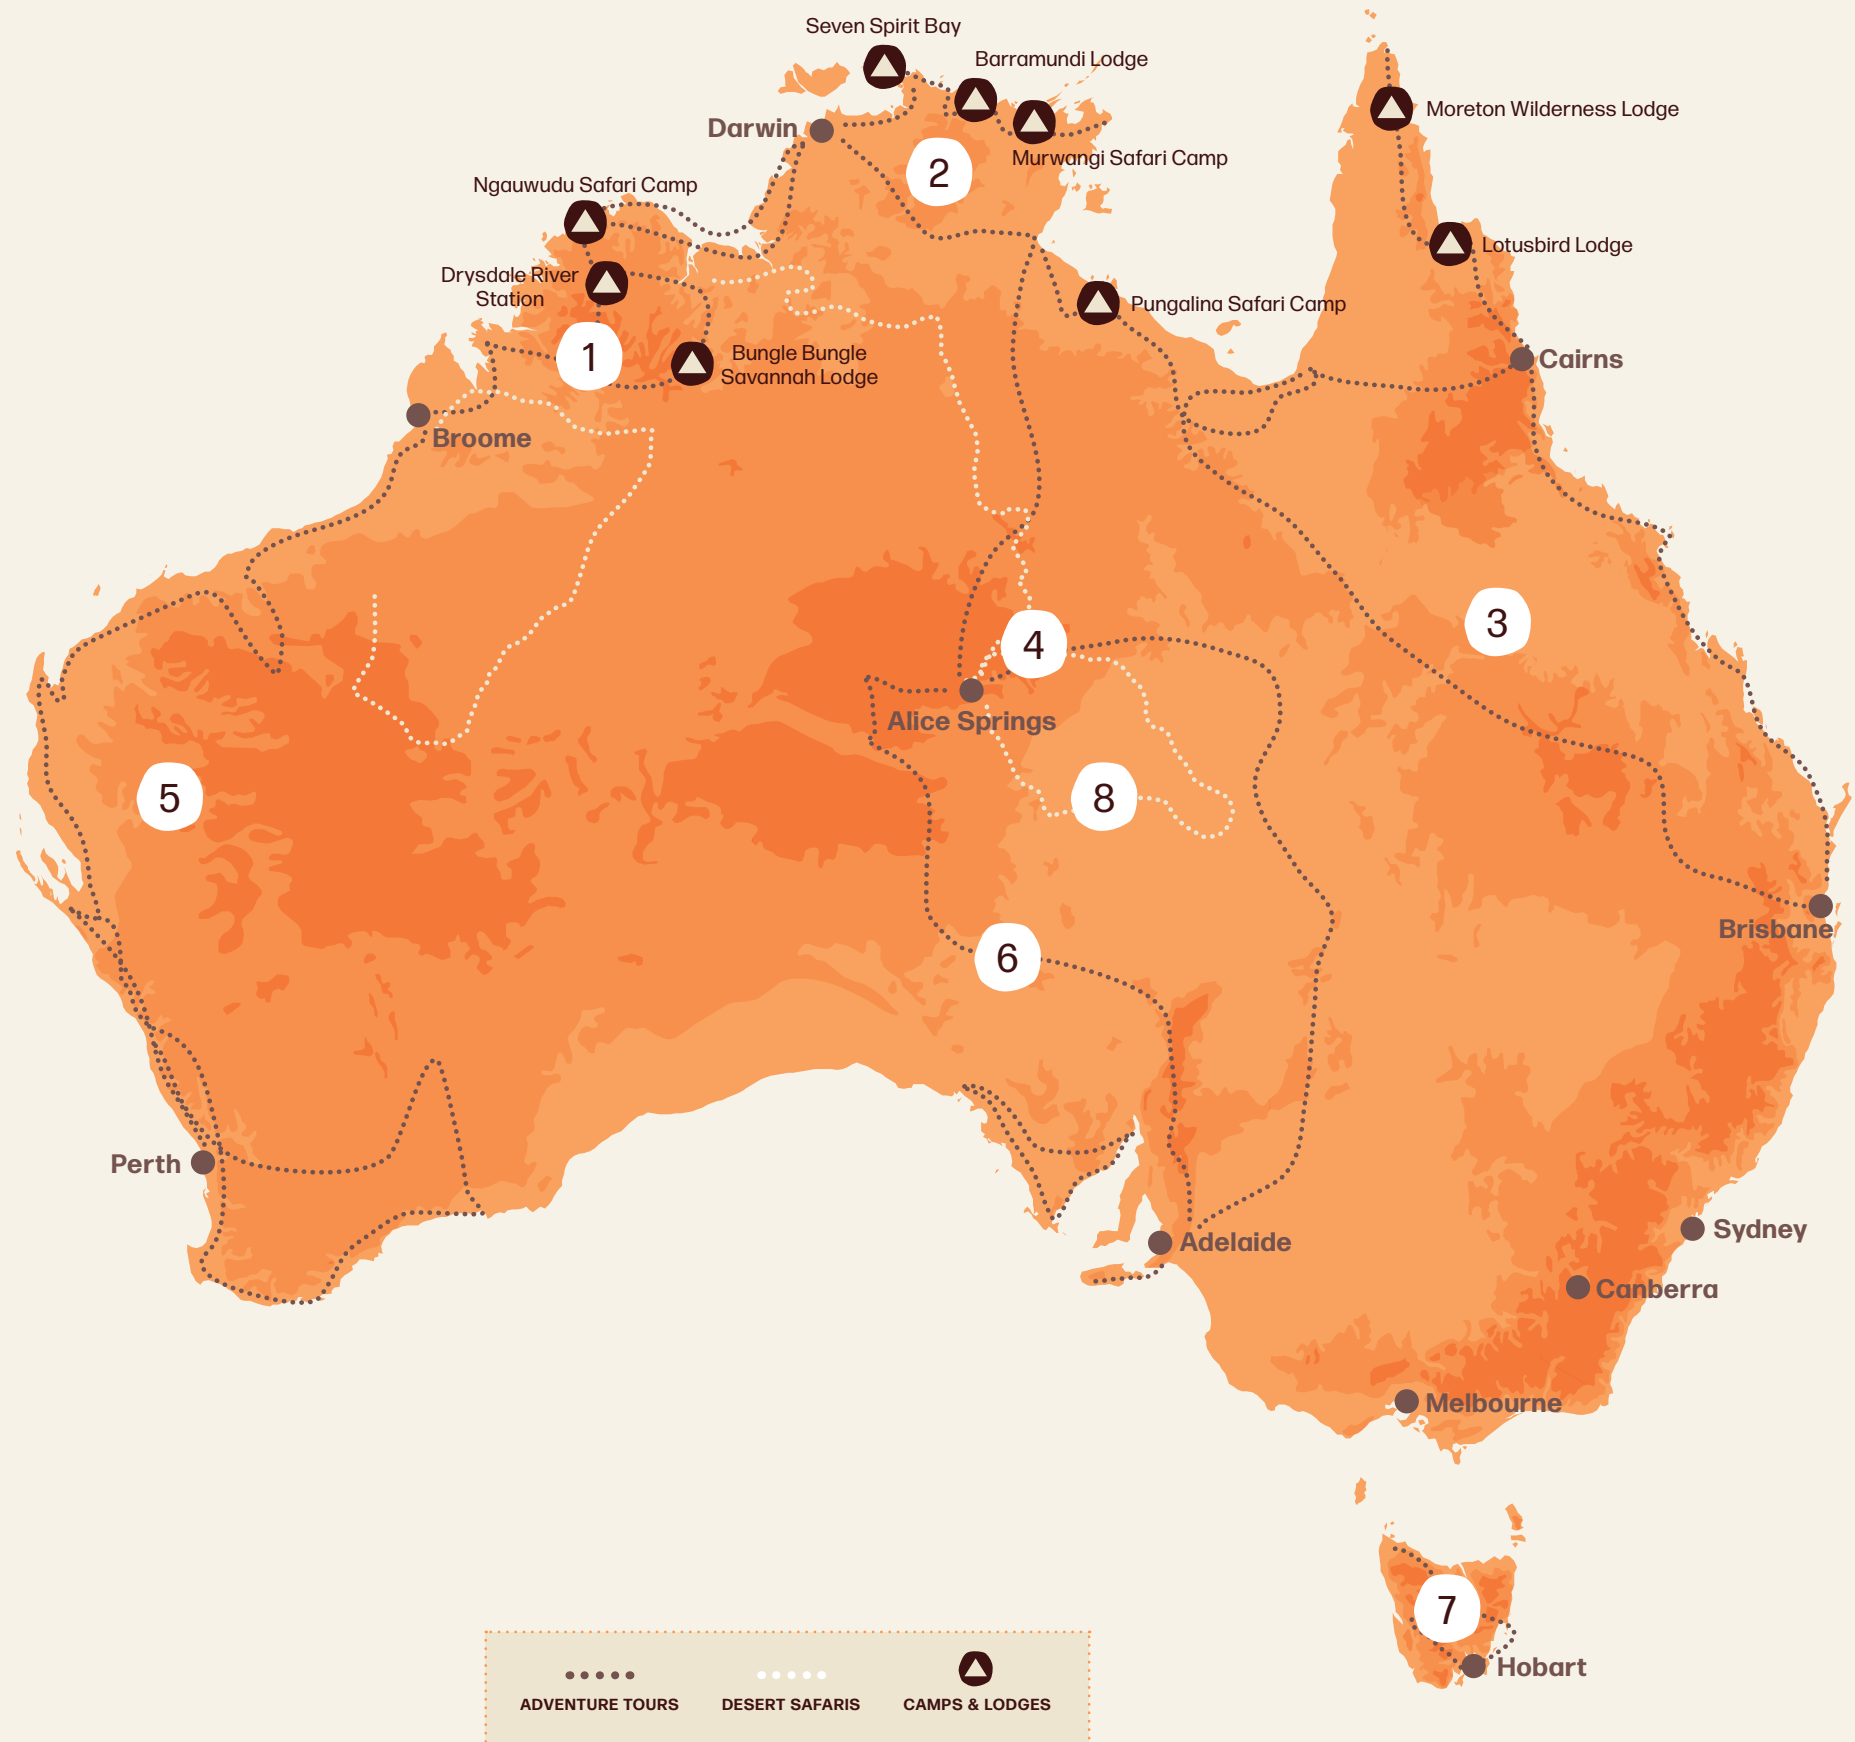 Seven Spirit Bay
Barramundi Lodge
Moreton Wilderness Lodge
Darwin
Murwangi Safari Camp
2
Ngauwudu Safari Camp
Lotusbird Lodge
Drysdale River
Station
Pungalina Safari Camp
1
Bungle Bungle
Savannah Lodge
Cairns
Broome
3
4
Alice Springs
5
8
Brisbane
6
Perth
Adelaide
Sydney
Canberra
Melbourne
7
Hobart
ADVENTURE TOURS
DESERT SAFARIS
CAMPS & LODGES